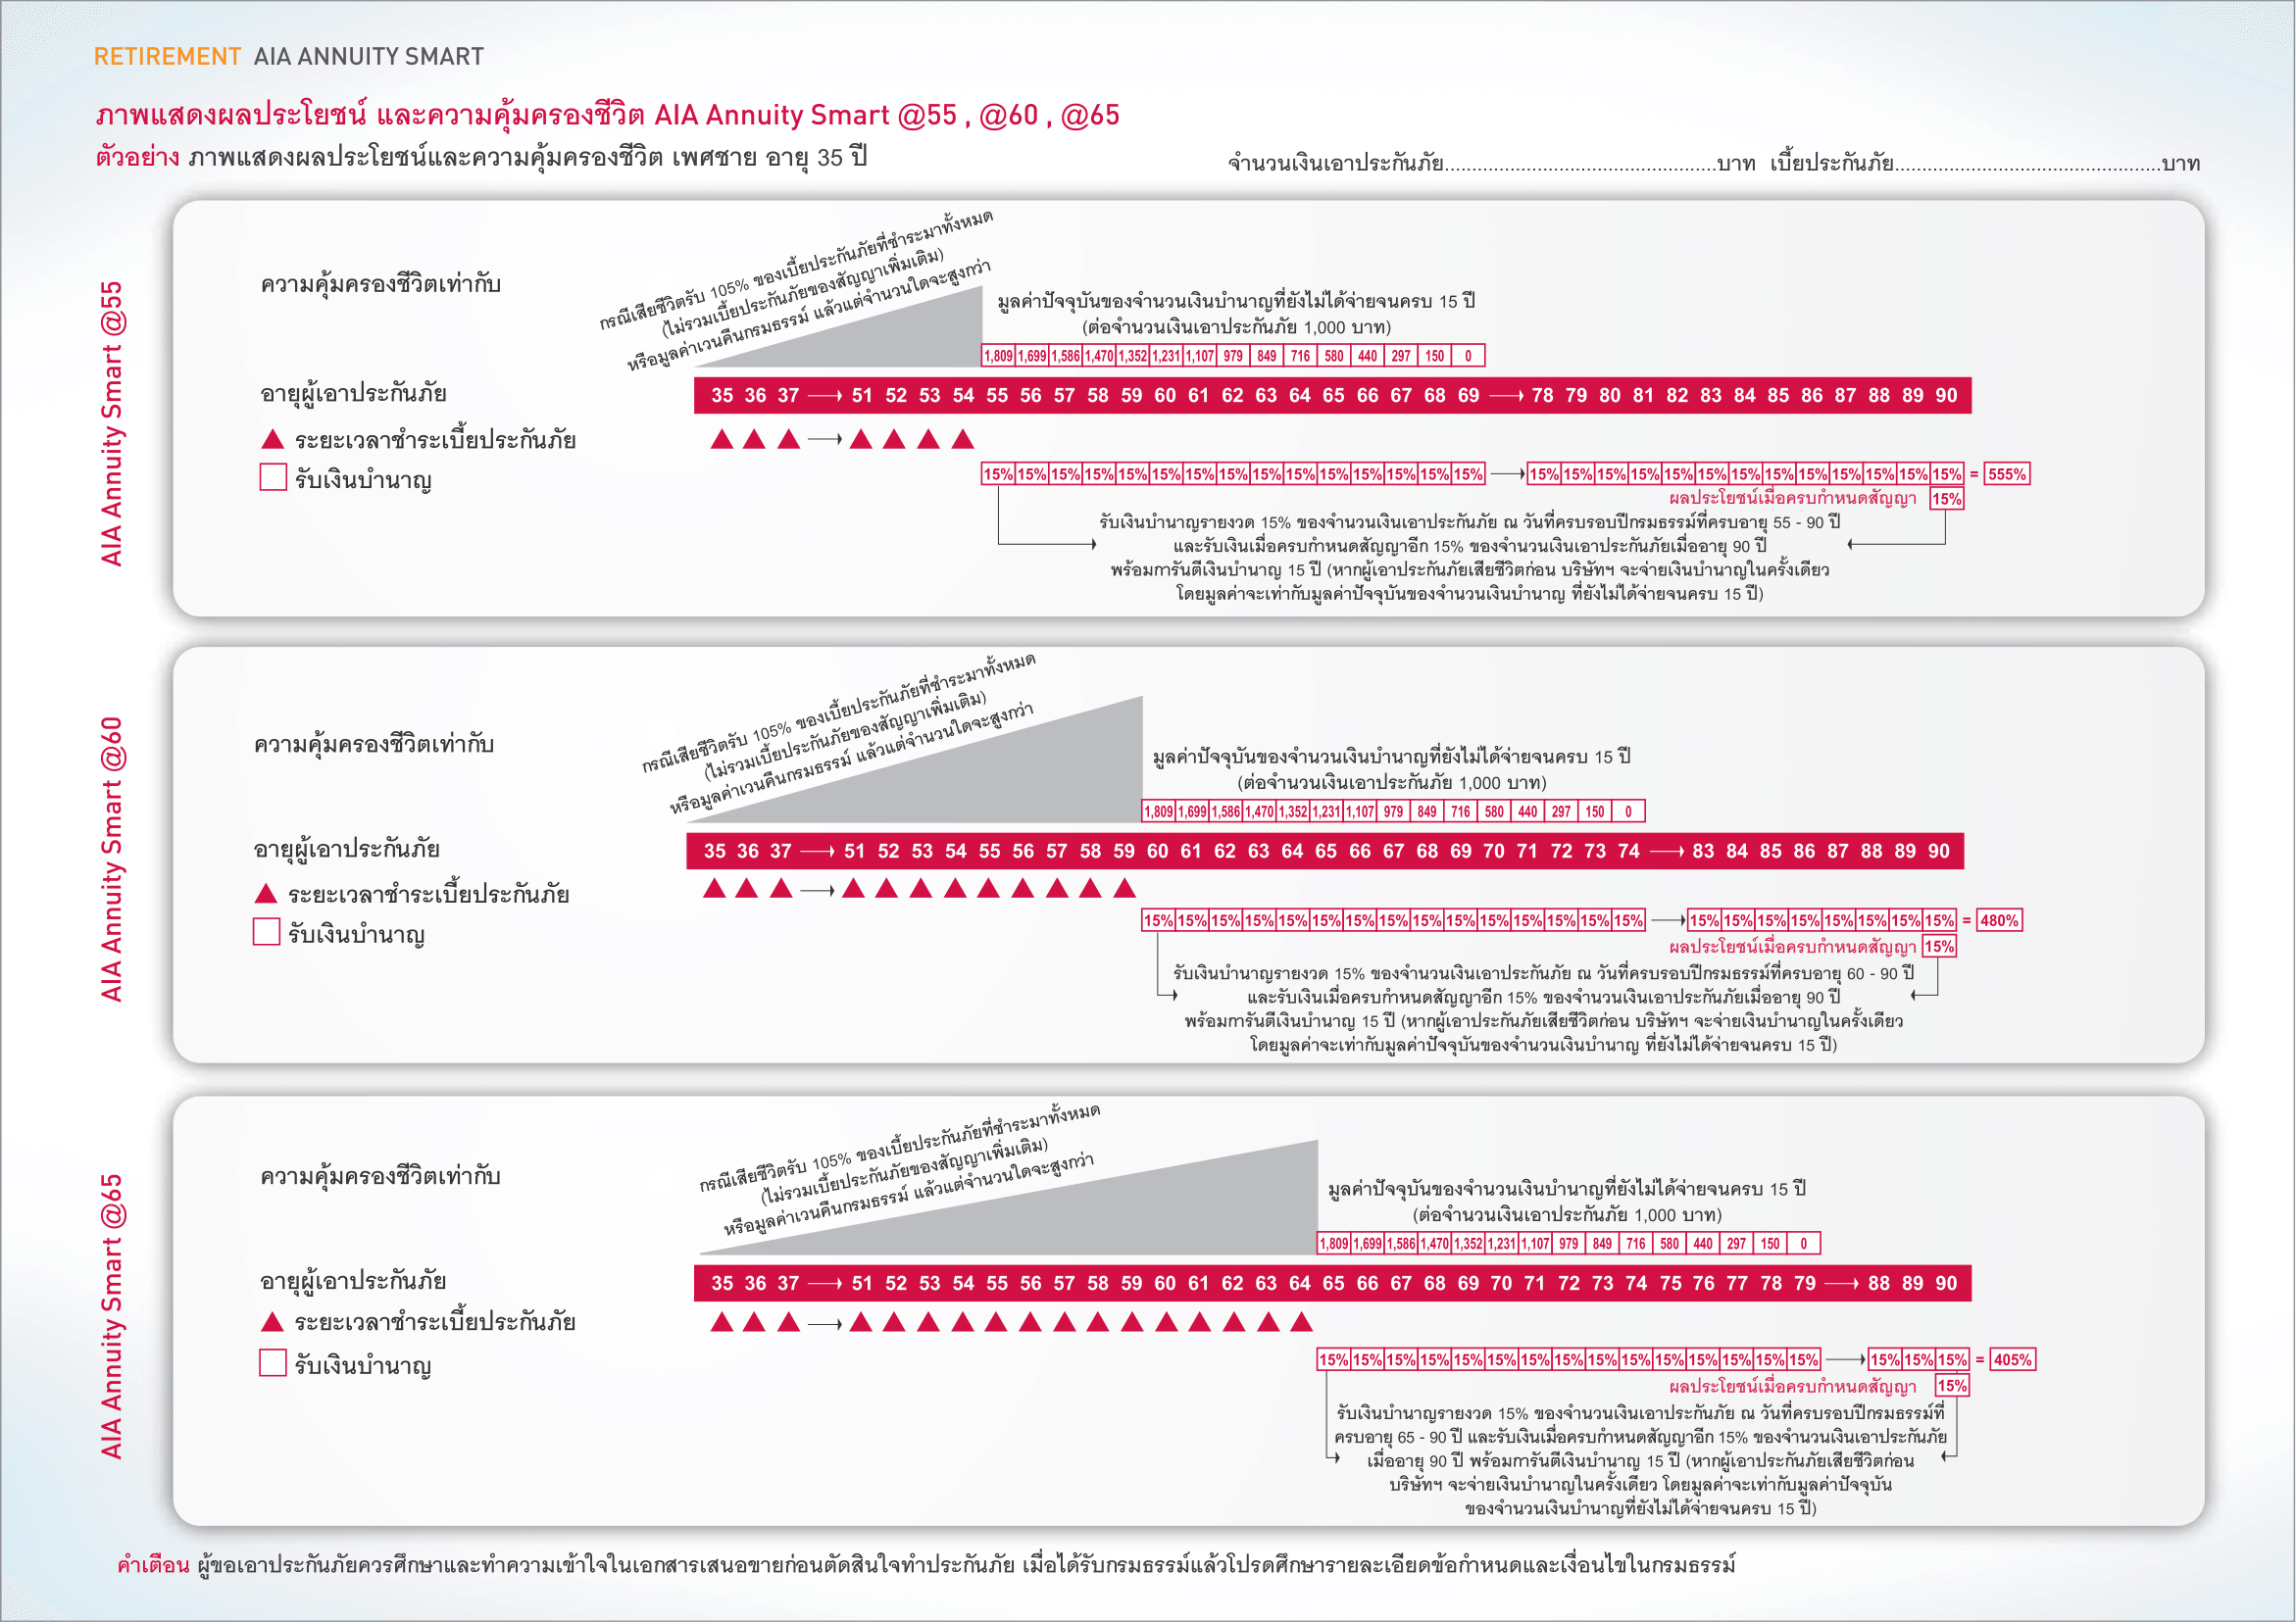 RETIREMENT AIA ANNUITY SMART
ภาพแสดงผลประโยชน์ และความคุ้มครองชีวิต AIA Annuity Smart @55 , @60 , @65
ตัวอย่าง ภาพแสดงผลประโยชน์และความคุ้มครองชีวิต เพศชาย อายุ 35 ปี
จำนวนเงินเอาประกันภัย................................................บาท เบี้ยประกันภัย................................................บาท
AIA Annuity Smart @55
ความคุ้มครองชีวิตเท่ากับ
กรณีเสียชีวิตรับ 105% ของเบี้ยประกันภัยที่ชำระมาทั้งหมด
(ไม่รวมเบี้ยประกันภัยของสัญญาเพิ่มเติม)
หรือมูลค่าเวนคืนกรมธรรม์ แล้วแต่จำนวนใดจะสูงกว่า
มูลค่าปัจจุบันของจำนวนเงินบำนาญที่ยังไม่ได้จ่ายจนครบ 15 ปี
(ต่อจำนวนเงินเอาประกันภัย 1,000 บาท)
1,809 1,699 1,586 1,470 1,352 1,231 1,107 979 849 716 580 440 297 150 0
อายุผู้เอาประกันภัย
35 36 37 51 52 53 54 55 56 57 58 59 60 61 62 63 64 65 66 67 68 69 78 79 80 81 82 83 84 85 86 87 88 89 90
ระยะเวลาชำระเบี้ยประกันภัย
รับเงินบำนาญ
15% 15% 15% 15% 15% 15% 15% 15% 15% 15% 15% 15% 15% 15% 15% 15% 15% 15% 15% 15% 15% 15% 15% 15% 15% 15% 15% 15% = 555%
ผลประโยชน์เมื่อครบกำหนดสัญญา 15%
รับเงินบำนาญรายงวด 15% ของจำนวนเงินเอาประกันภัย ณ วันที่ครบรอบปีกรมธรรม์ที่ครบอายุ 55 - 90 ปี
และรับเงินเมื่อครบกำหนดสัญญาอีก 15% ของจำนวนเงินเอาประกันภัยเมื่ออายุ 90 ปี
พร้อมการันตีเงินบำนาญ 15 ปี (หากผู้เอาประกันภัยเสียชีวิตก่อน บริษัทฯ จะจ่ายเงินบำนาญในครั้งเดียว
โดยมูลค่าจะเท่ากับมูลค่าปัจจุบันของจำนวนเงินบำนาญ ที่ยังไม่ได้จ่ายจนครบ 15 ปี)
AIA Annuity Smart @60
ความคุ้มครองชีวิตเท่ากับ
กรณีเสียชีวิตรับ 105% ของเบี้ยประกันภัยที่ชำระมาทั้งหมด
(ไม่รวมเบี้ยประกันภัยของสัญญาเพิ่มเติม)
หรือมูลค่าเวนคืนกรมธรรม์ แล้วแต่จำนวนใดจะสูงกว่า
มูลค่าปัจจุบันของจำนวนเงินบำนาญที่ยังไม่ได้จ่ายจนครบ 15 ปี
(ต่อจำนวนเงินเอาประกันภัย 1,000 บาท)
1,809 1,699 1,586 1,470 1,352 1,231 1,107 979 849 716 580 440 297 150 0
อายุผู้เอาประกันภัย
35 36 37 51 52 53 54 55 56 57 58 59 60 61 62 63 64 65 66 67 68 69 70 71 72 73 74 83 84 85 86 87 88 89 90
ระยะเวลาชำระเบี้ยประกันภัย
รับเงินบำนาญ
15% 15% 15% 15% 15% 15% 15% 15% 15% 15% 15% 15% 15% 15% 15% 15% 15% 15% 15% 15% 15% 15% 15% = 480%
ผลประโยชน์เมื่อครบกำหนดสัญญา 15%
รับเงินบำนาญรายงวด 15% ของจำนวนเงินเอาประกันภัย ณ วันที่ครบรอบปีกรมธรรม์ที่ครบอายุ 60 - 90 ปี
และรับเงินเมื่อครบกำหนดสัญญาอีก 15% ของจำนวนเงินเอาประกันภัยเมื่ออายุ 90 ปี
พร้อมการันตีเงินบำนาญ 15 ปี (หากผู้เอาประกันภัยเสียชีวิตก่อน บริษัทฯ จะจ่ายเงินบำนาญในครั้งเดียว
โดยมูลค่าจะเท่ากับมูลค่าปัจจุบันของจำนวนเงินบำนาญ ที่ยังไม่ได้จ่ายจนครบ 15 ปี)
AIA Annuity Smart @65
ความคุ้มครองชีวิตเท่ากับ
กรณีเสียชีวิตรับ 105% ของเบี้ยประกันภัยที่ชำระมาทั้งหมด
(ไม่รวมเบี้ยประกันภัยของสัญญาเพิ่มเติม)
หรือมูลค่าเวนคืนกรมธรรม์ แล้วแต่จำนวนใดจะสูงกว่า
มูลค่าปัจจุบันของจำนวนเงินบำนาญที่ยังไม่ได้จ่ายจนครบ 15 ปี
(ต่อจำนวนเงินเอาประกันภัย 1,000 บาท)
1,809 1,699 1,586 1,470 1,352 1,231 1,107 979 849 716 580 440 297 150 0
อายุผู้เอาประกันภัย
35 36 37 51 52 53 54 55 56 57 58 59 60 61 62 63 64 65 66 67 68 69 70 71 72 73 74 75 76 77 78 79 88 89 90
ระยะเวลาชำระเบี้ยประกันภัย
รับเงินบำนาญ
15% 15% 15% 15% 15% 15% 15% 15% 15% 15% 15% 15% 15% 15% 15% 15% 15% 15% = 405%
ผลประโยชน์เมื่อครบกำหนดสัญญา 15%
รับเงินบำนาญรายงวด 15% ของจำนวนเงินเอาประกันภัย ณ วันที่ครบรอบปีกรมธรรม์ที่
ครบอายุ 65 - 90 ปี และรับเงินเมื่อครบกำหนดสัญญาอีก 15% ของจำนวนเงินเอาประกันภัย
เมื่ออายุ 90 ปี พร้อมการันตีเงินบำนาญ 15 ปี (หากผู้เอาประกันภัยเสียชีวิตก่อน
บริษัทฯ จะจ่ายเงินบำนาญในครั้งเดียว โดยมูลค่าจะเท่ากับมูลค่าปัจจุบัน
ของจำนวนเงินบำนาญที่ยังไม่ได้จ่ายจนครบ 15 ปี)
คำเตือน ผู้ขอเอาประกันภัยควรศึกษาและทำความเข้าใจในเอกสารเสนอขายก่อนตัดสินใจทำประกันภัย เมื่อได้รับกรมธรรม์แล้วโปรดศึกษารายละเอียดข้อกำหนดและเงื่อนไขในกรมธรรม์